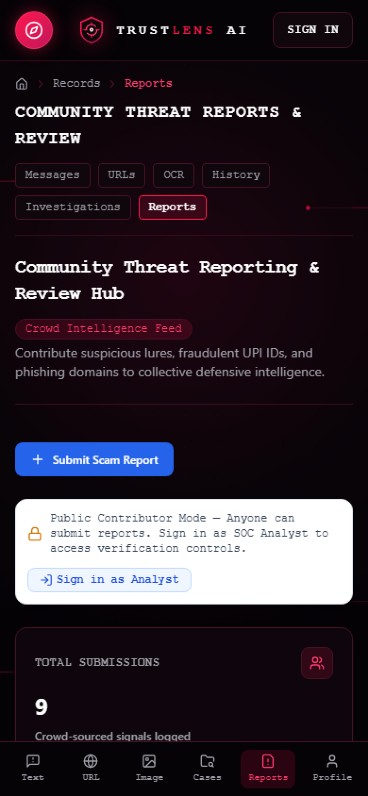 TRUSTLENS AI
SIGN IN
Records
Reports
COMMUNITY THREAT REPORTS &
REVIEW
Messages
URLs
OCR
History
Investigations
Reports
Community Threat Reporting &
Review Hub
Crowd Intelligence Feed
Contribute suspicious lures, fraudulent UPI IDs, and
phishing domains to collective defensive intelligence.
+ Submit Scam Report
Public Contributor Mode — Anyone can
submit reports. Sign in as SOC Analyst to
access verification controls.
Sign in as Analyst
TOTAL SUBMISSIONS
9
Crowd-sourced signals logged
Text
URL
Image
Cases
Reports
Profile